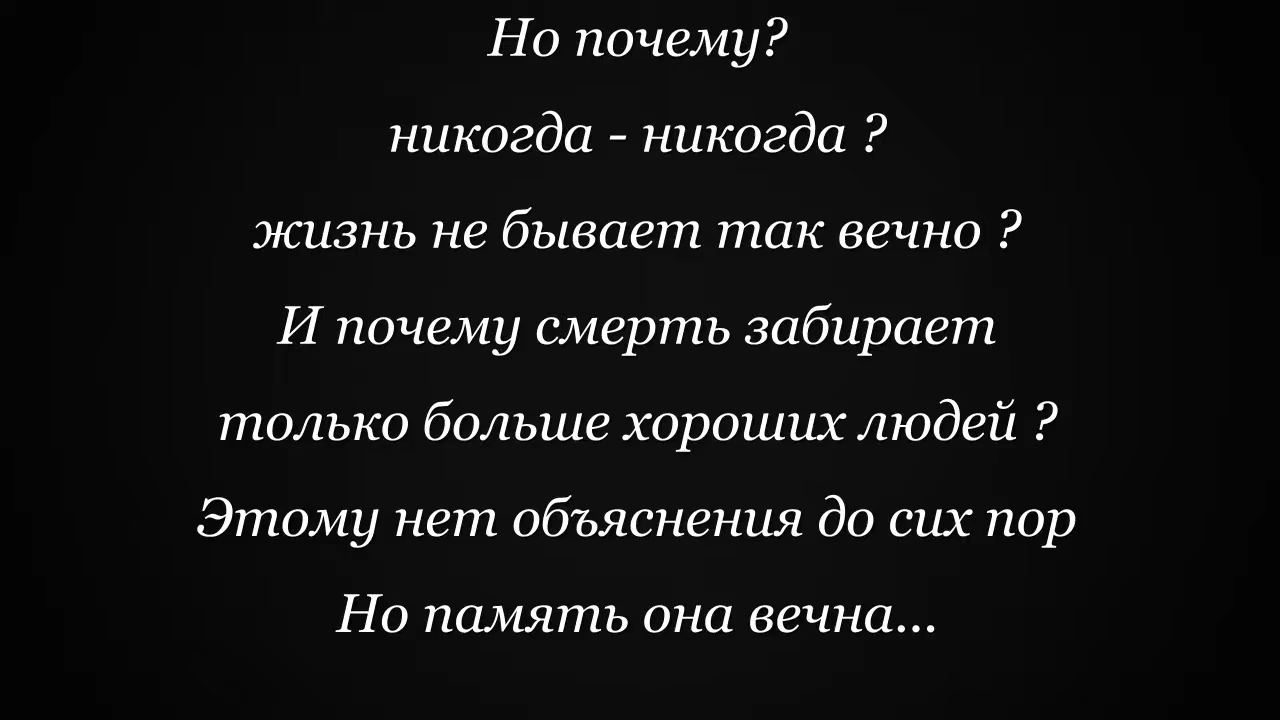 Но почему?
никогда - никогда ?
жизнь не бывает так вечно ?
И почему смерть забирает
только больше хороших людей ?
Этому нет объяснения до сих пор
Но память она вечна...